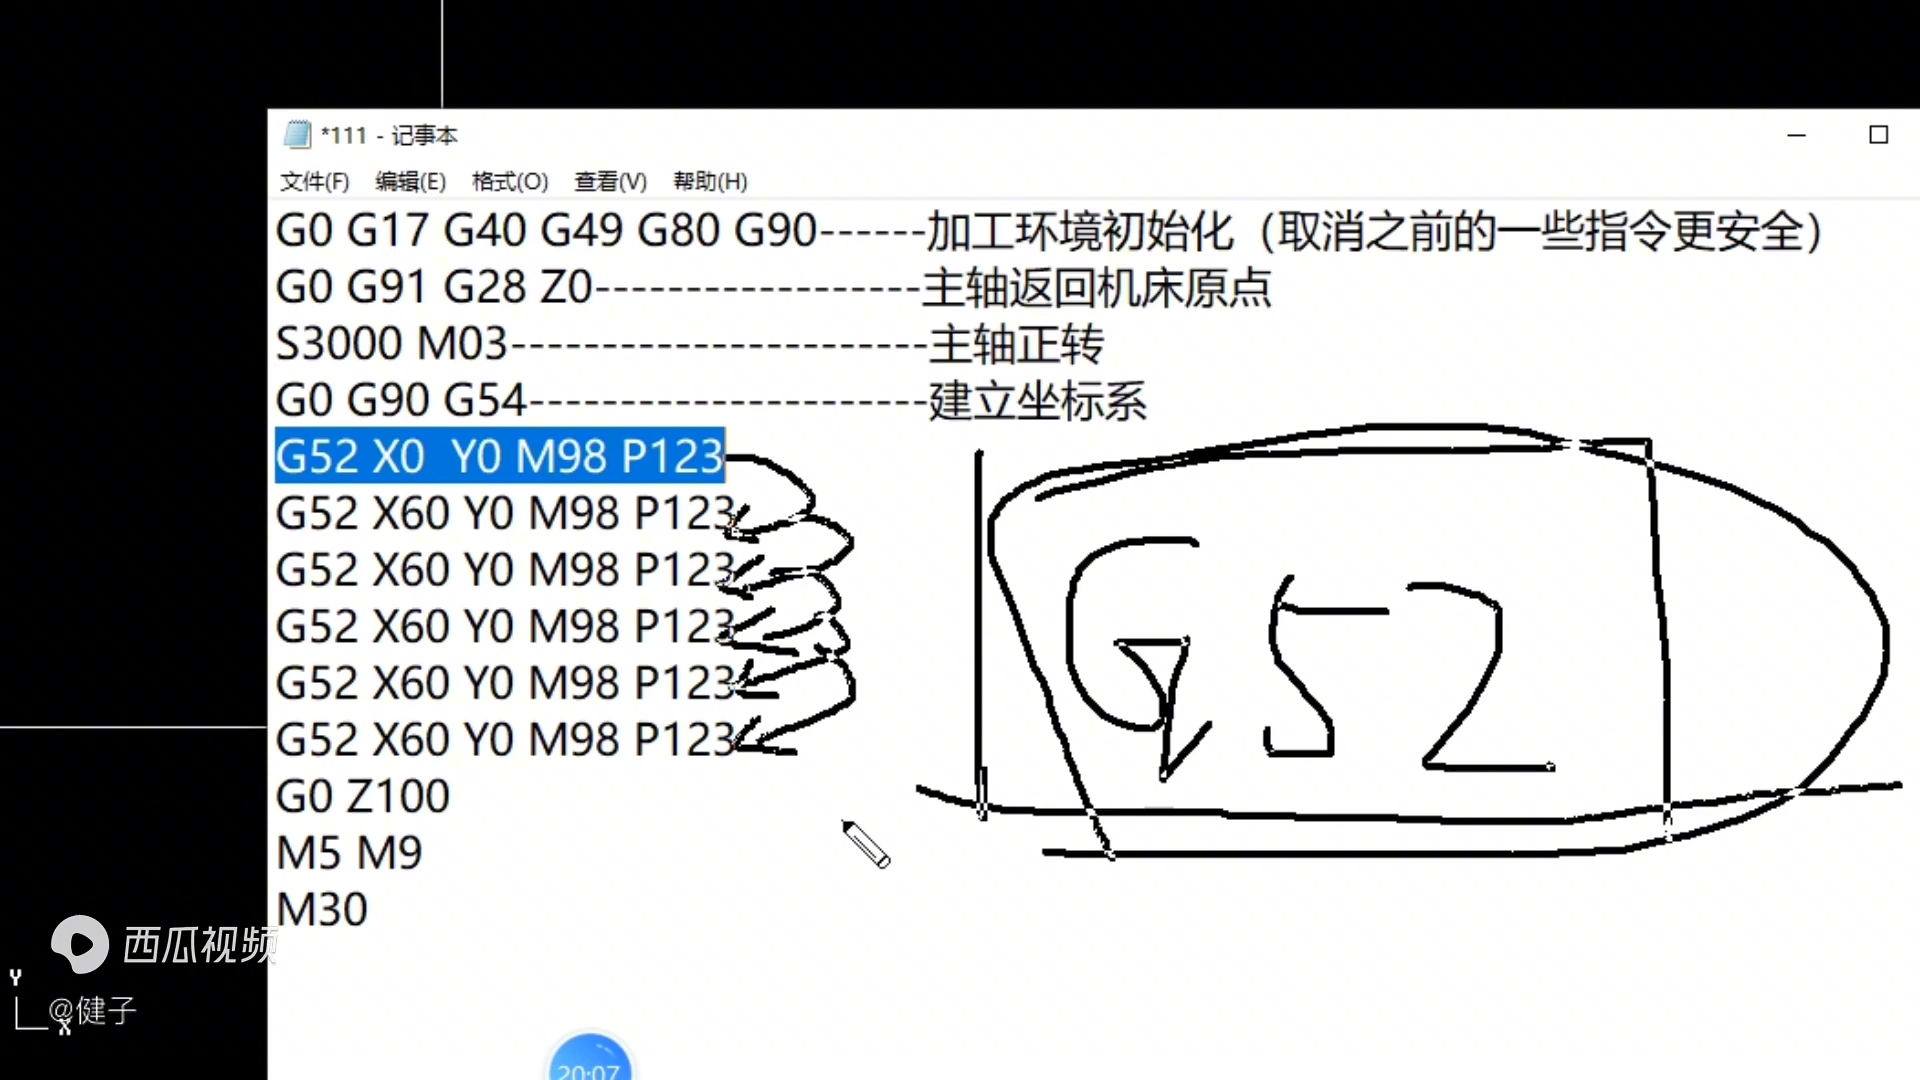 *111 - 记事本
文件(F) 编辑(E) 格式(O) 查看(V) 帮助(H)
G0 G17 G40 G49 G80 G90------加工环境初始化（取消之前的一些指令更安全）
G0 G91 G28 Z0------------------主轴返回机床原点
S3000 M03-----------------------主轴正转
G0 G90 G54----------------------建立坐标系
G52 X0  Y0 M98 P123
G52 X60 Y0 M98 P123
G52 X60 Y0 M98 P123
G52 X60 Y0 M98 P123
G52 X60 Y0 M98 P123
G52 X60 Y0 M98 P123
G0 Z100
M5 M9
M30
G52
西瓜视频
@健子
Y
X
20:07